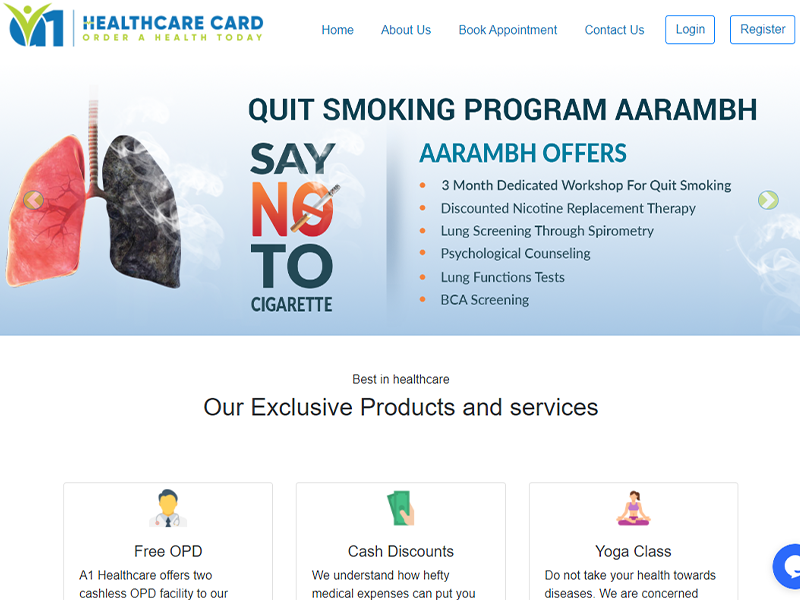 A1 HEALTHCARE CARD
ORDER A HEALTH TODAY
Home About Us Book Appointment Contact Us Login Register
QUIT SMOKING PROGRAM AARAMBH
SAY
NO
TO
CIGARETTE
AARAMBH OFFERS
• 3 Month Dedicated Workshop For Quit Smoking
• Discounted Nicotine Replacement Therapy
• Lung Screening Through Spirometry
• Psychological Counseling
• Lung Functions Tests
• BCA Screening
Best in healthcare
Our Exclusive Products and services
Free OPD
A1 Healthcare offers two
cashless OPD facility to our
Cash Discounts
We understand how hefty
medical expenses can put you
Yoga Class
Do not take your health towards
diseases. We are concerned